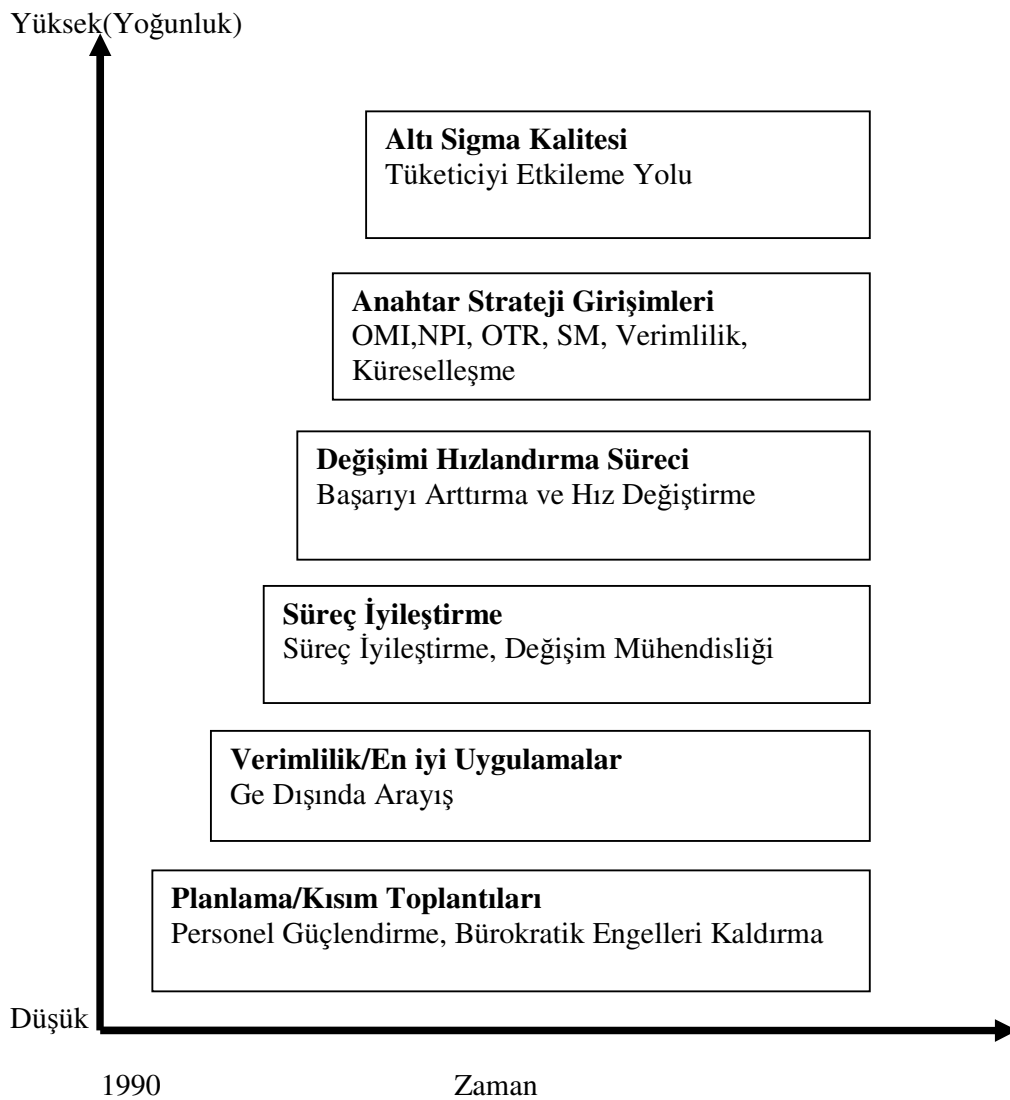 Yüksek(Yoğunluk)
Altı Sigma Kalitesi
Tüketiciyi Etkileme Yolu
Anahtar Strateji Girişimleri
OMI,NPI, OTR, SM, Verimlilik,
Küreselleşme
Değişimi Hızlandırma Süreci
Başarıyı Arttırma ve Hız Değiştirme
Süreç İyileştirme
Süreç İyileştirme, Değişim Mühendisliği
Verimlilik/En iyi Uygulamalar
Ge Dışında Arayış
Planlama/Kısım Toplantıları
Personel Güçlendirme, Bürokratik Engelleri Kaldırma
Düşük
1990 Zaman